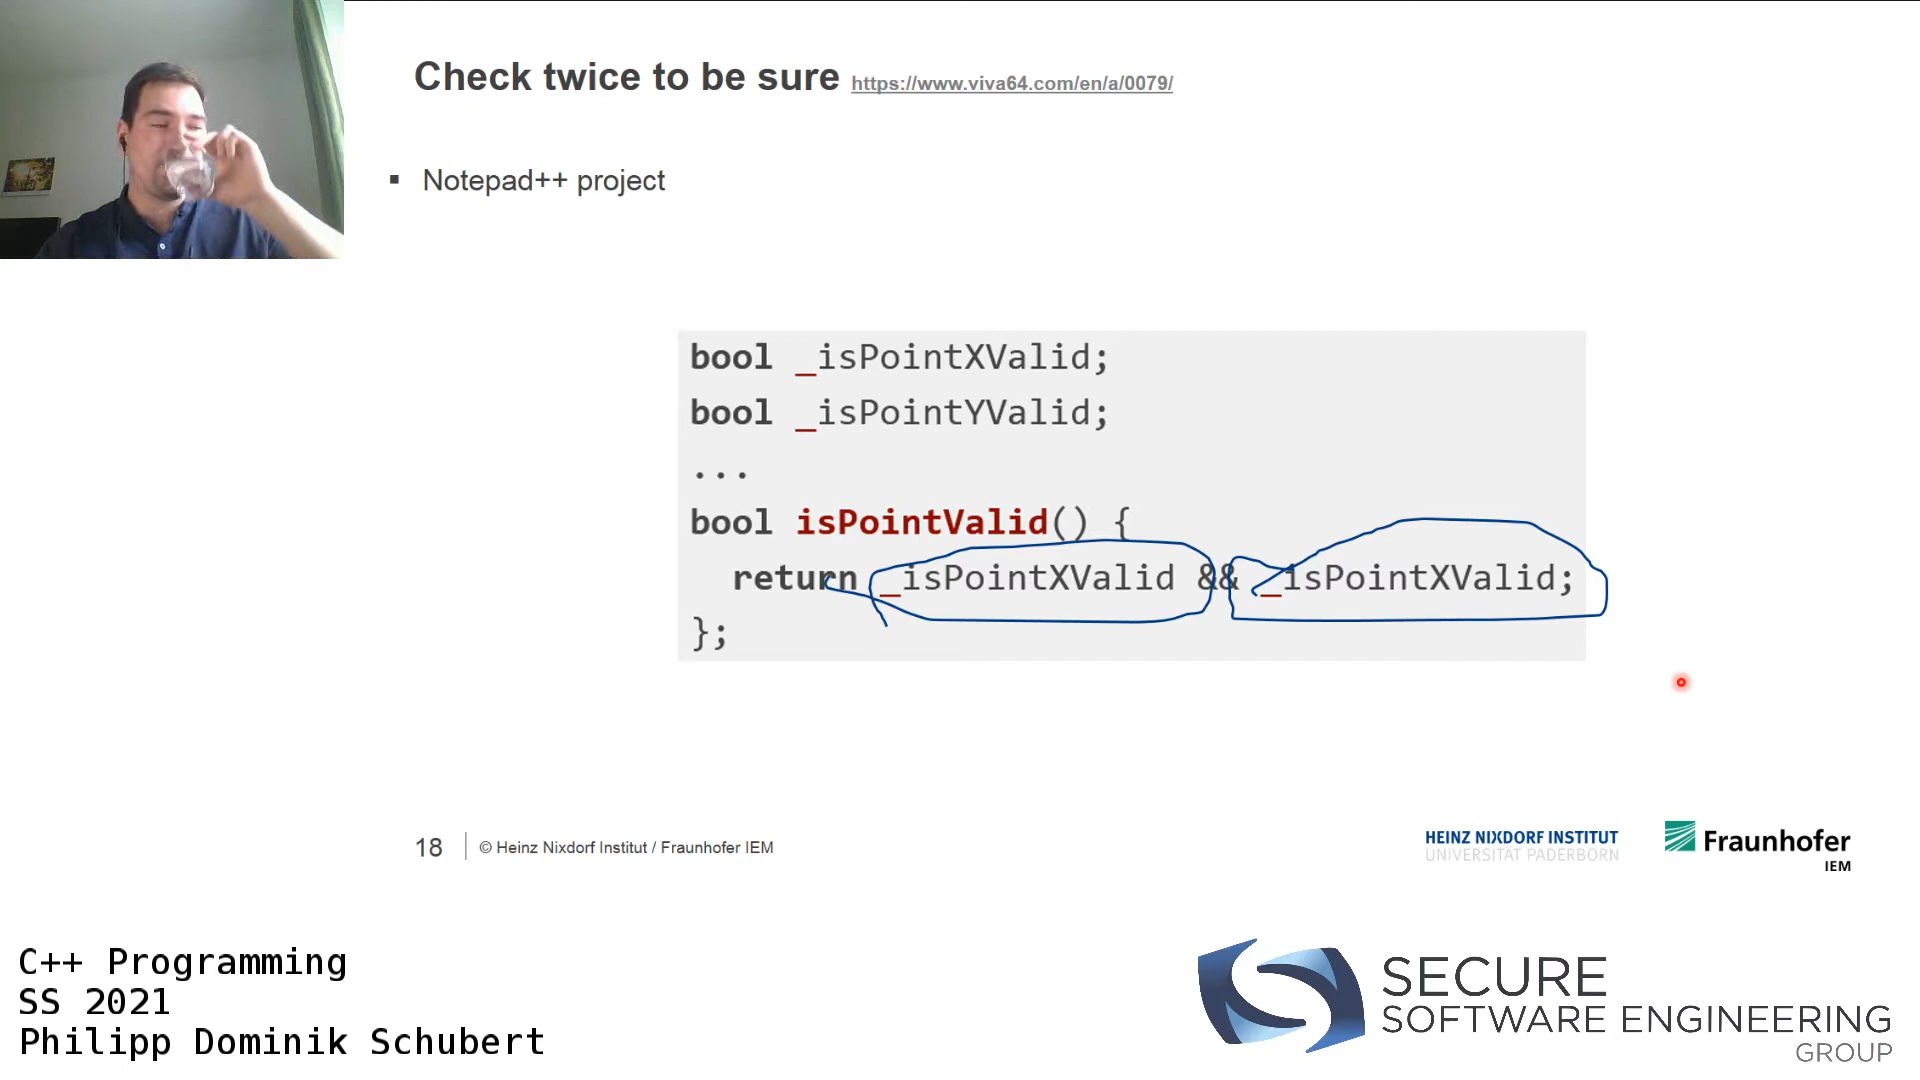 Check twice to be sure https://www.viva64.com/en/a/0079/
▪ Notepad++ project
bool _isPointXValid;
bool _isPointYValid;
...
bool isPointValid() {
return _isPointXValid && _isPointXValid;
};
18 © Heinz Nixdorf Institut / Fraunhofer IEM
HEINZ NIXDORF INSTITUT
UNIVERSITÄT PADERBORN
Fraunhofer
IEM
C++ Programming
SS 2021
Philipp Dominik Schubert
SECURE
SOFTWARE ENGINEERING
GROUP